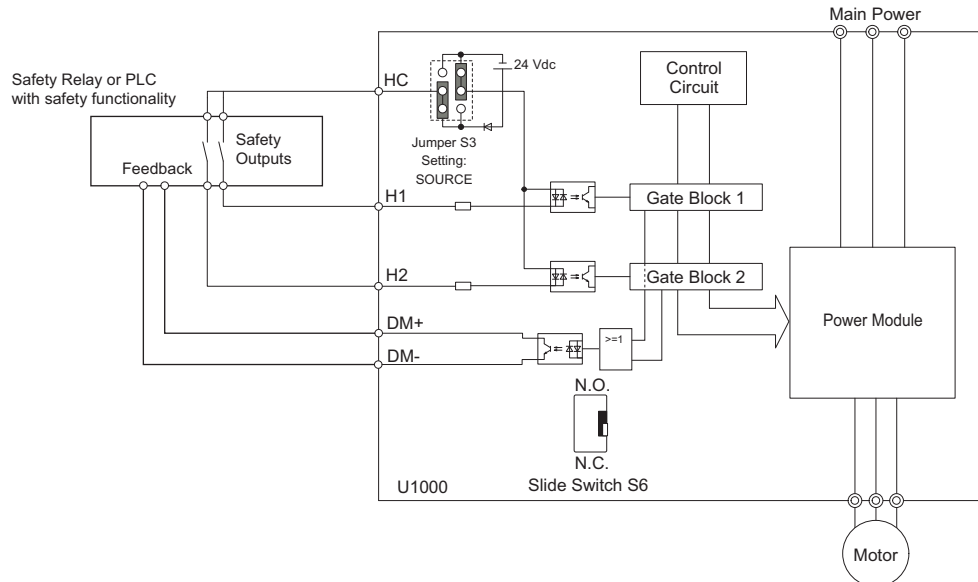 Main Power
Safety Relay or PLC
with safety functionality
HC
24 Vdc
Control
Circuit
Safety
Outputs
Feedback
Jumper S3
Setting:
SOURCE
H1
Gate Block 1
H2
Gate Block 2
DM+
Power Module
>=1
DM-
N.O.
N.C.
U1000
Slide Switch S6
Motor